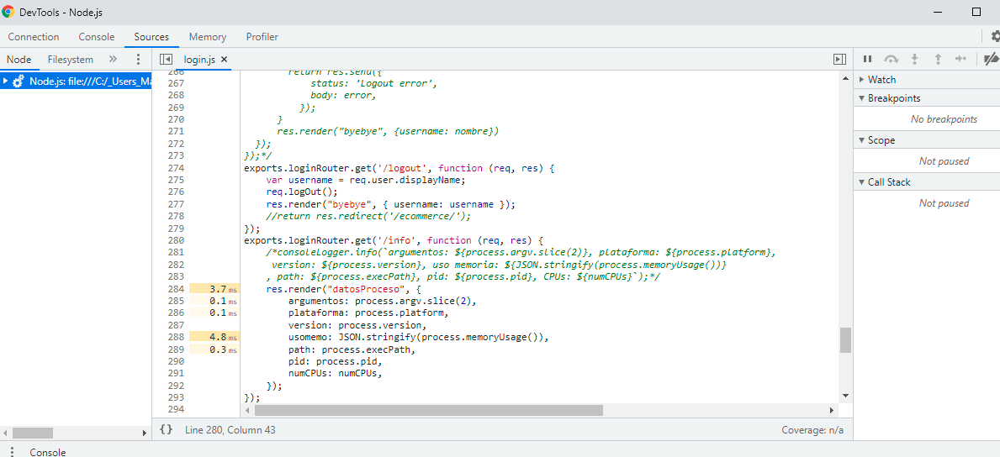 DevTools - Node.js
Connection Console Sources Memory Profiler
Node Filesystem » login.js ×
Node.js: file:///C:/_Users_Ma
266 return res.send({
267 status: 'Logout error',
268 body: error,
269 });
270 }
271 res.render("byebye", {username: nombre})
272 });
273 });*/
274 exports.loginRouter.get('/logout', function (req, res) {
275 var username = req.user.displayName;
276 req.logOut();
277 res.render("byebye", { username: username });
278 //return res.redirect('/ecommerce/');
279 });
280 exports.loginRouter.get('/info', function (req, res) {
281 /*consoleLogger.info(`argumentos: ${process.argv.slice(2)}, plataforma: ${process.platform},
282 version: ${process.version}, uso memoria: ${JSON.stringify(process.memoryUsage())}
283 , path: ${process.execPath}, pid: ${process.pid}, CPUs: ${numCPUs}`);*/
284 3.7 ms res.render("datosProceso", {
285 0.1 ms argumentos: process.argv.slice(2),
286 0.1 ms plataforma: process.platform,
287 version: process.version,
288 4.8 ms usomemo: JSON.stringify(process.memoryUsage()),
289 0.3 ms path: process.execPath,
290 pid: process.pid,
291 numCPUs: numCPUs,
292 });
293 });
294
{} Line 280, Column 43 Coverage: n/a
Watch
Breakpoints
No breakpoints
Scope
Not paused
Call Stack
Not paused
Console